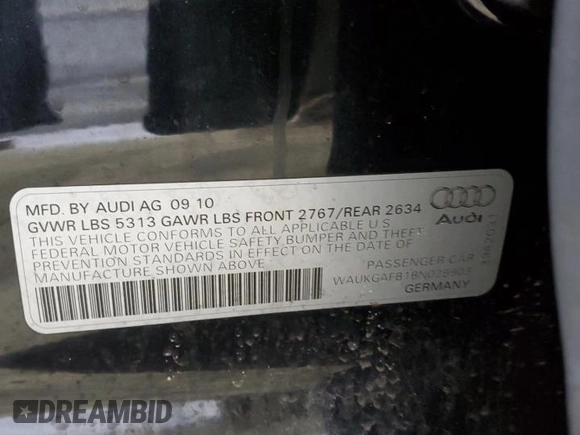 MFD. BY AUDI AG 09 10
GVWR LBS 5313 GAWR LBS FRONT 2767/REAR 2634
THIS VEHICLE CONFORMS TO ALL APPLICABLE U S
FEDERAL MOTOR VEHICLE SAFETY BUMPER AND THEFT
PREVENTION STANDARDS IN EFFECT ON THE DATE OF
MANUFACTURE SHOWN ABOVE.
Audi
PASSENGER CAR
GERMANY
DREAMBID